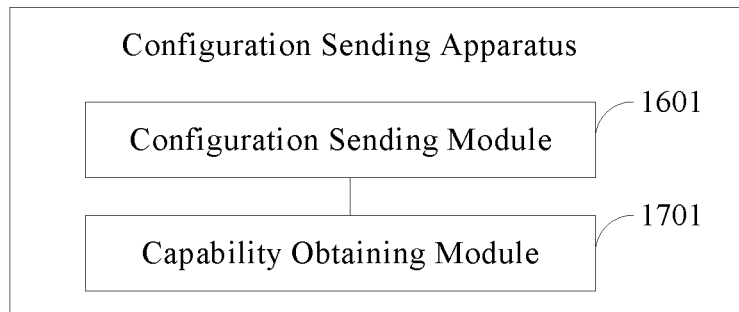 Configuration Sending Apparatus
Configuration Sending Module
1601
Capability Obtaining Module
1701